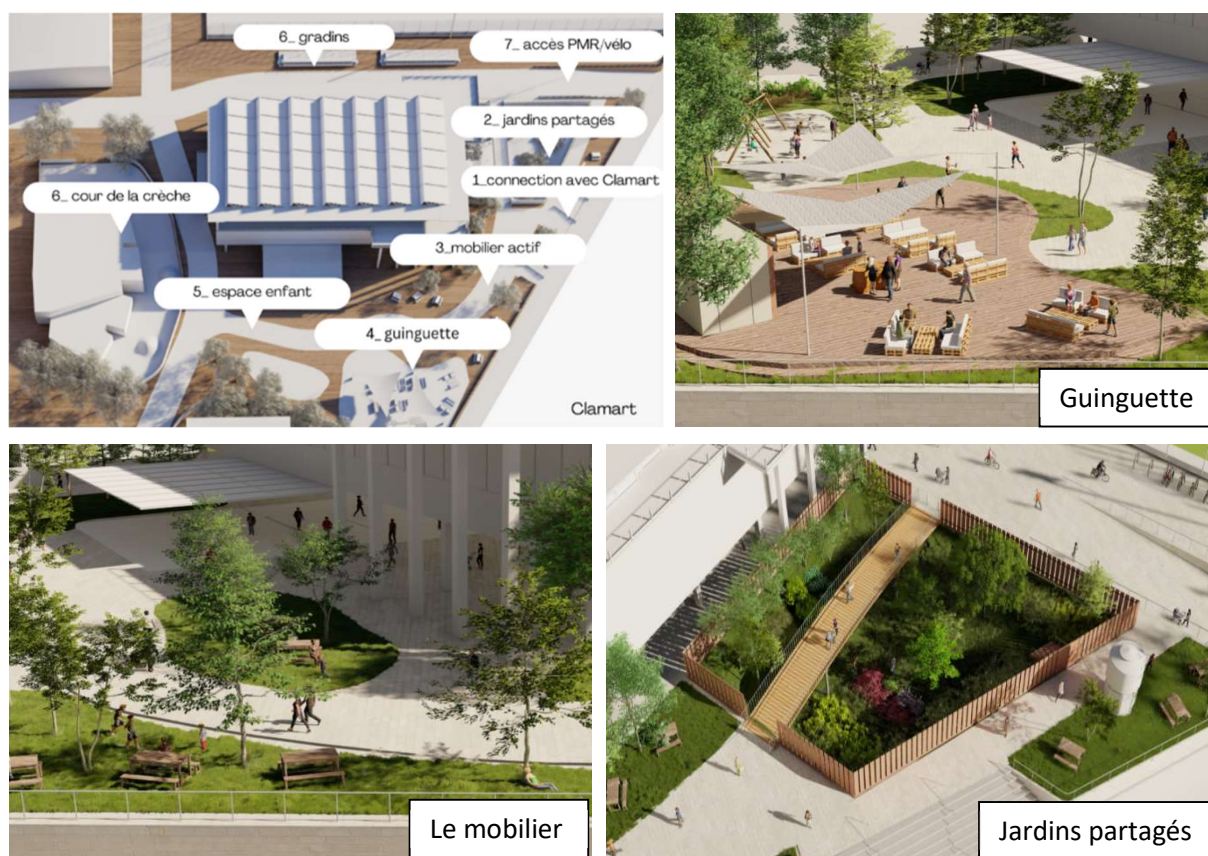 6_ gradins
7_ accès PMR/vélo
2_ jardins partagés
1_connection avec Clamart
6_ cour de la crèche
3_mobilier actif
5_ espace enfant
4_ guinguette
Clamart
Guinguette
Le mobilier
Jardins partagés